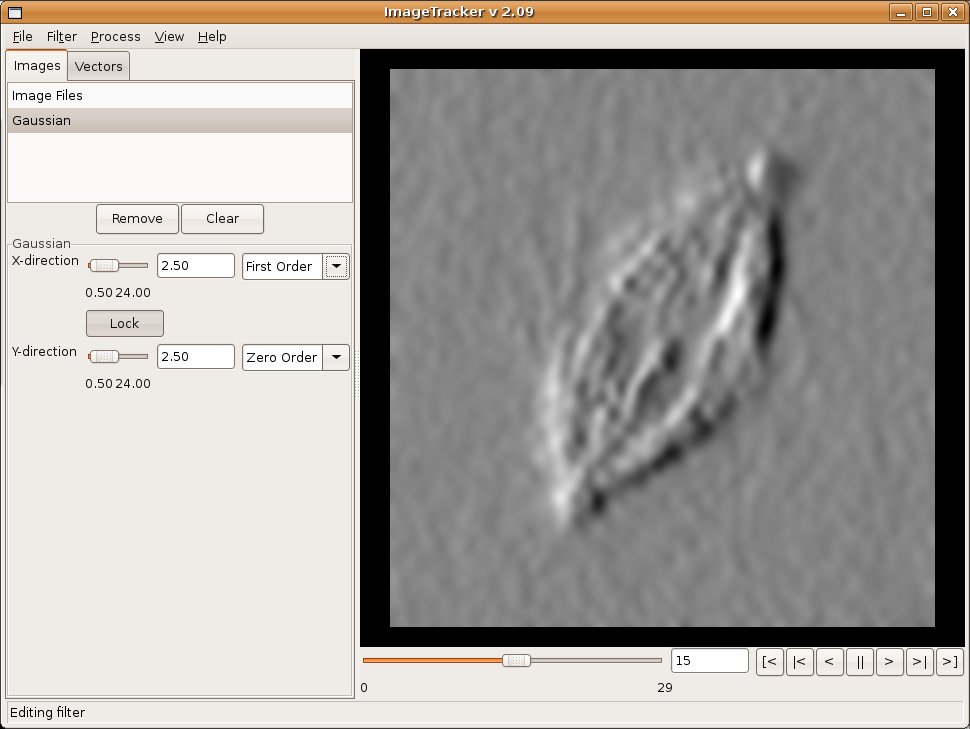 ImageTracker v 2.09
File Filter Process View Help
Images Vectors
Image Files
Gaussian
Remove Clear
Gaussian
X-direction 2.50 First Order
0.50 24.00
Lock
Y-direction 2.50 Zero Order
0.50 24.00
15 [< |< < || > >| >]
0 29
Editing filter